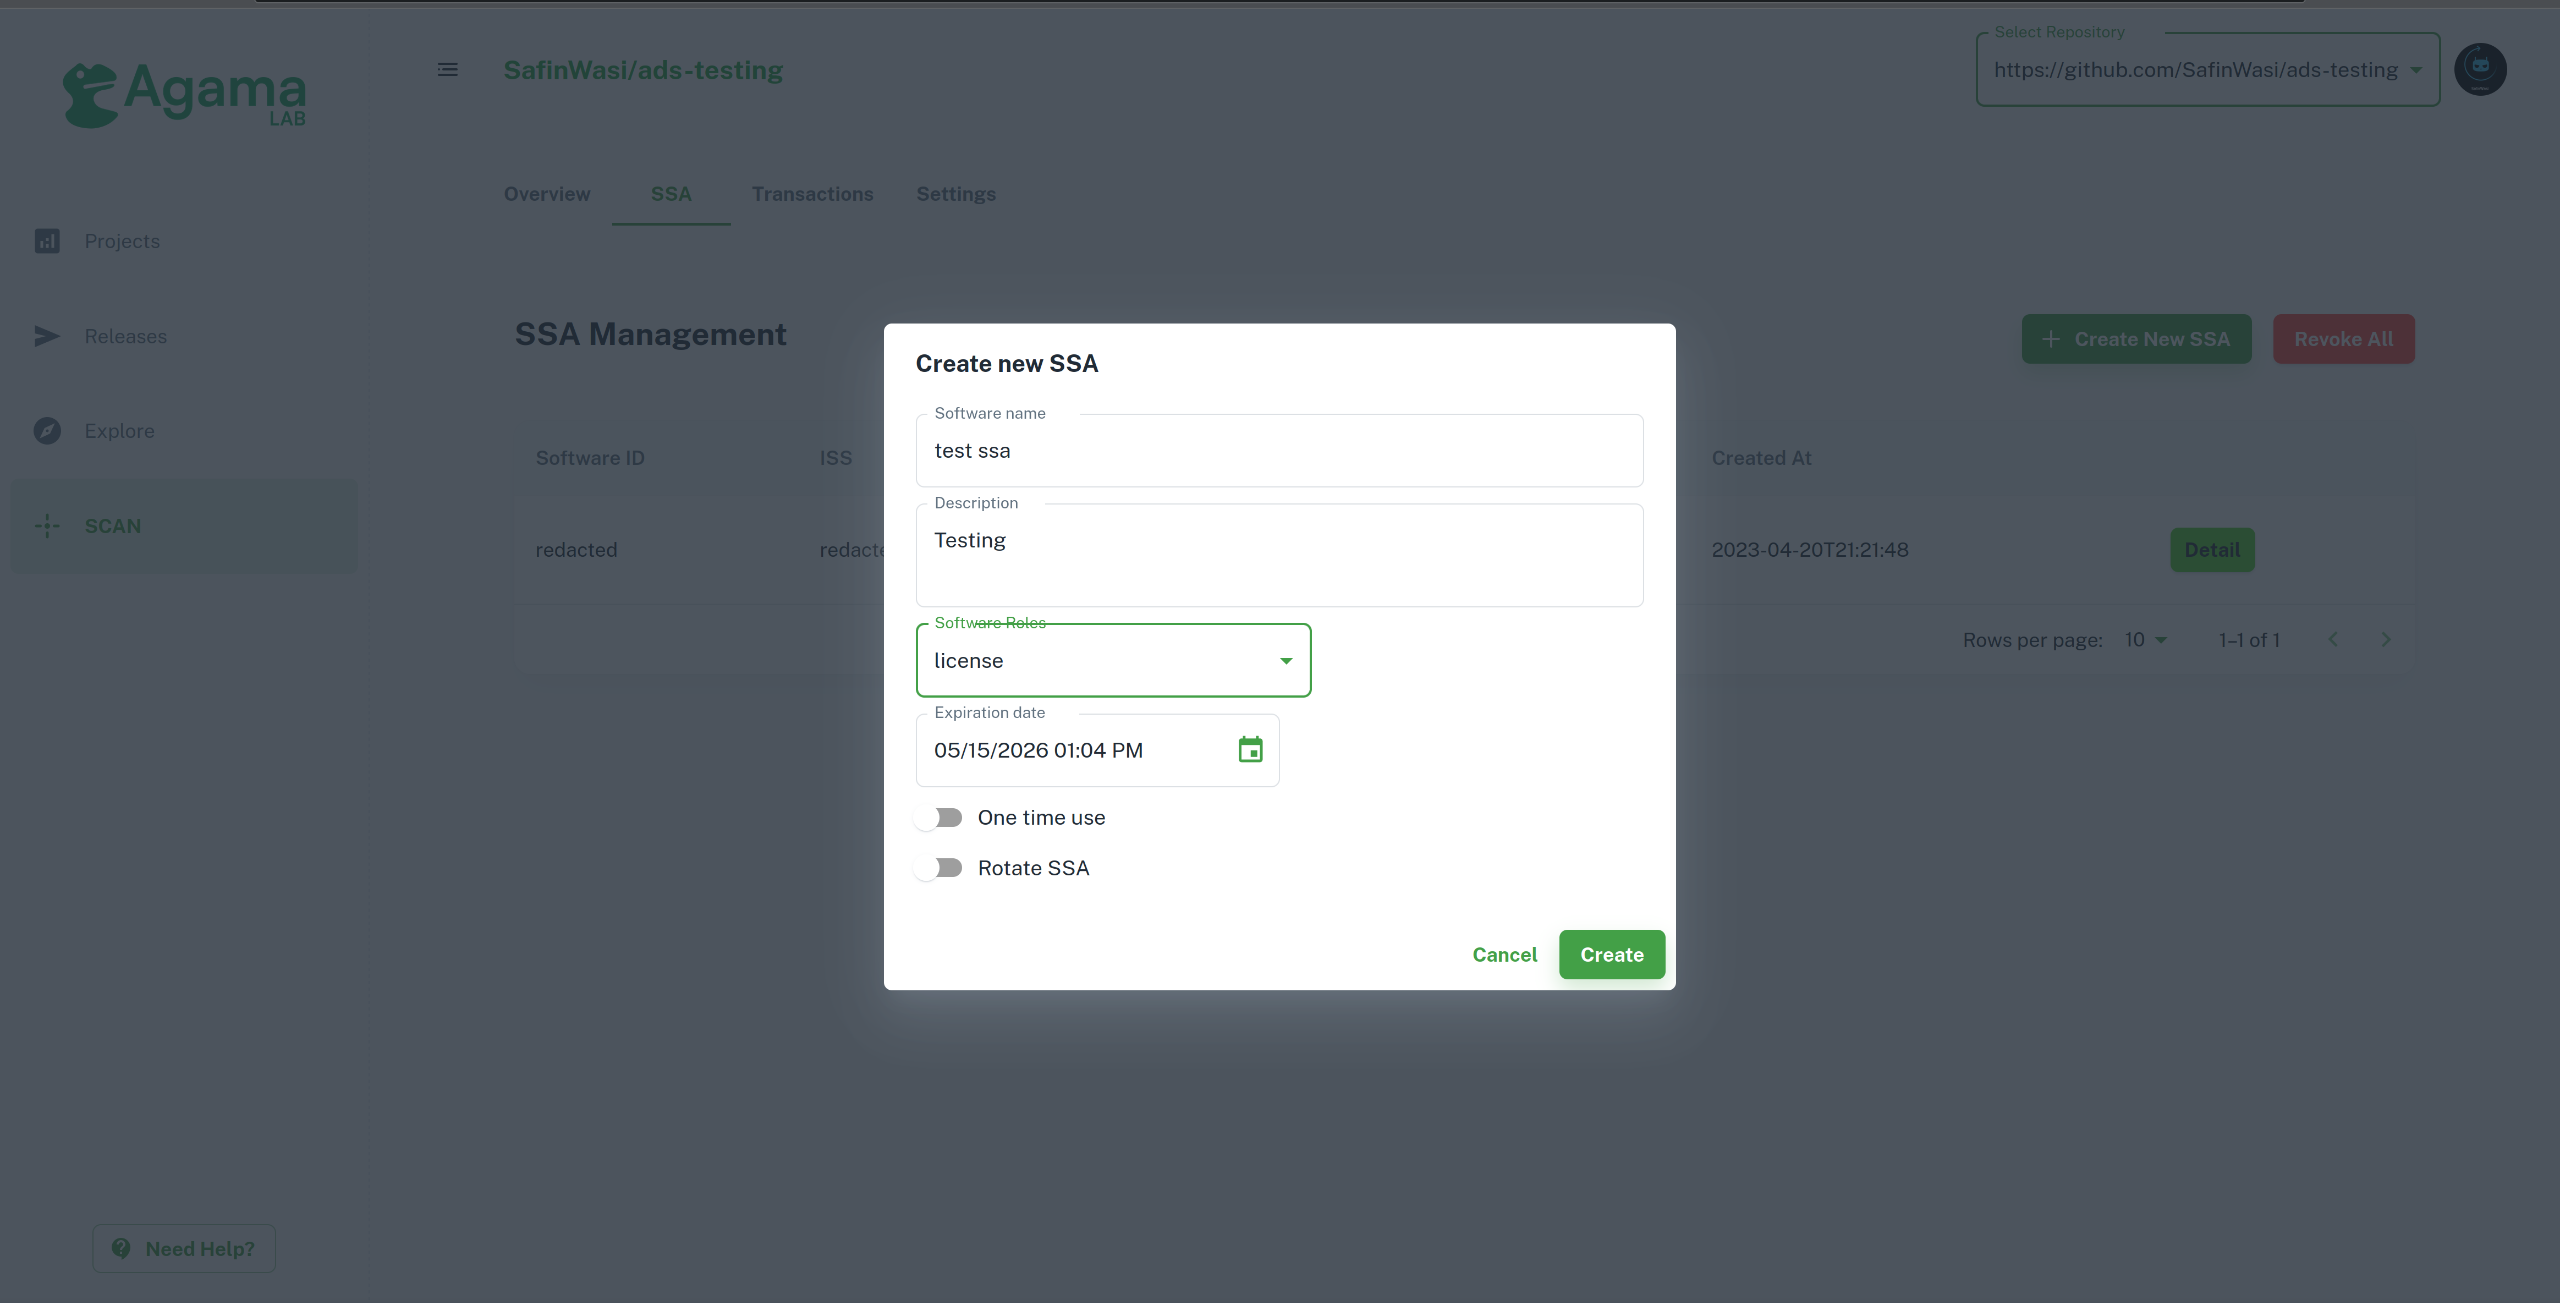 Agama
LAB
SafinWasi/ads-testing
Select Repository
https://github.com/SafinWasi/ads-testing
Overview
SSA
Transactions
Settings
Projects
Releases
Explore
SCAN
SSA Management
Create New SSA
Revoke All
Software ID
ISS
Created At
redacted
redacte
2023-04-20T21:21:48
Detail
Rows per page:
10
1–1 of 1
Create new SSA
Software name
test ssa
Description
Testing
Software Roles
license
Expiration date
05/15/2026 01:04 PM
One time use
Rotate SSA
Cancel
Create
Need Help?